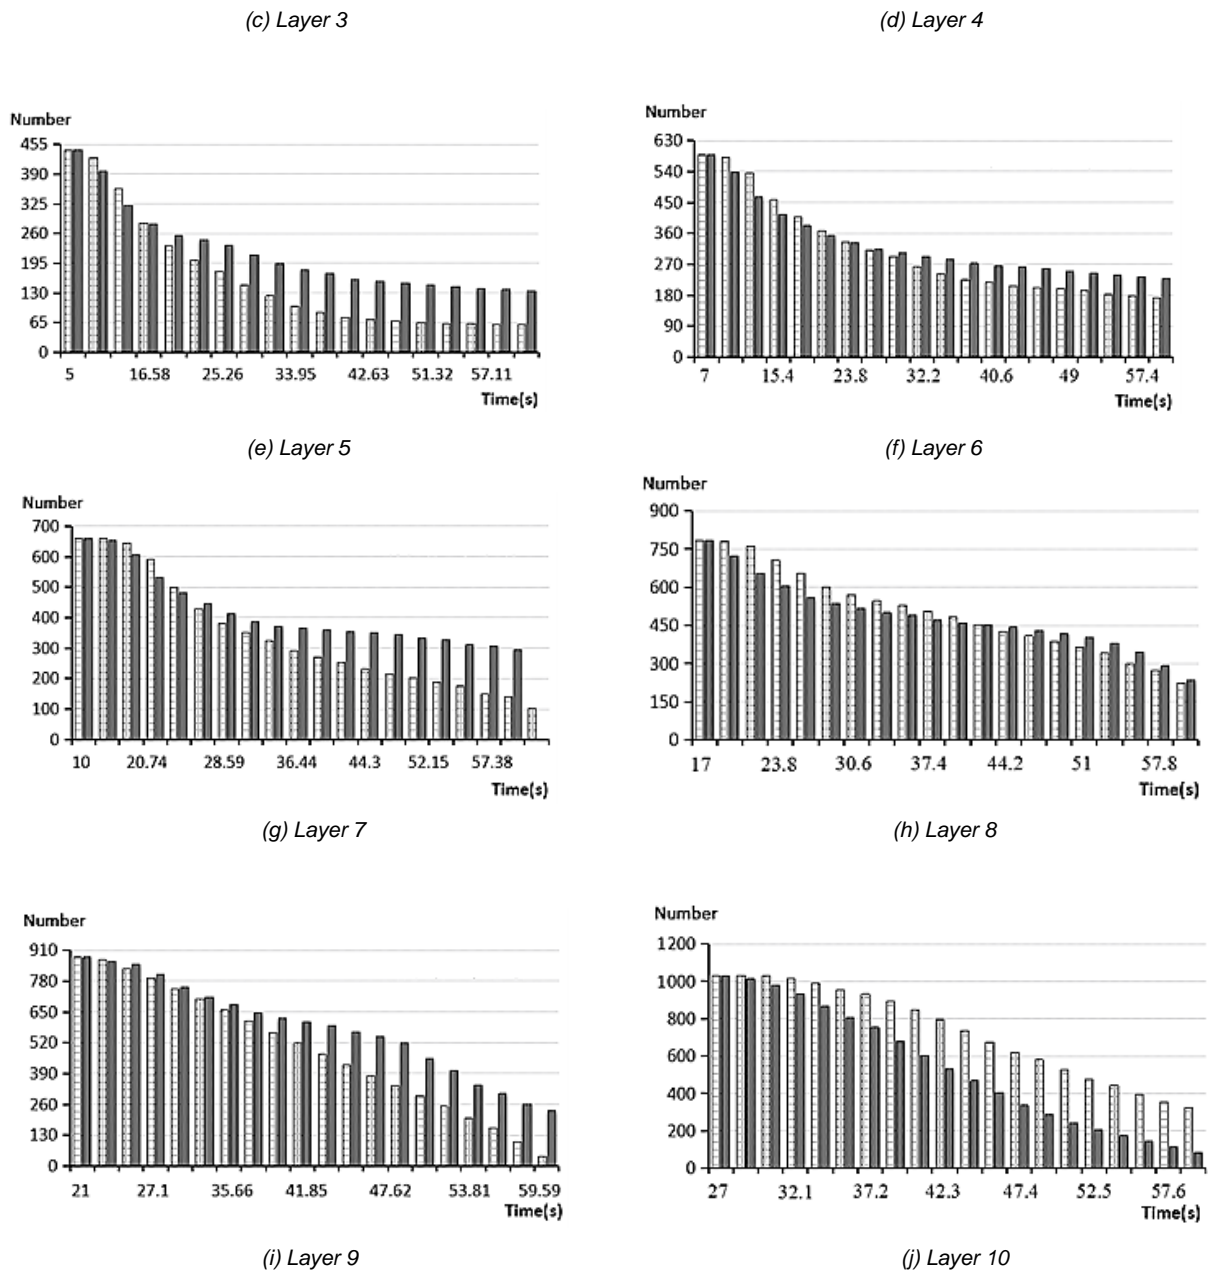 (c) Layer 3
(d) Layer 4
Number
455
390
325
260
195
130
65
0
5 16.58 25.26 33.95 42.63 51.32 57.11
Time(s)
(e) Layer 5
Number
630
540
450
360
270
180
90
0
7 15.4 23.8 32.2 40.6 49 57.4
Time(s)
(f) Layer 6
Number
700
600
500
400
300
200
100
0
10 20.74 28.59 36.44 44.3 52.15 57.38
Time(s)
(g) Layer 7
Number
900
750
600
450
300
150
0
17 23.8 30.6 37.4 44.2 51 57.8
Time(s)
(h) Layer 8
Number
910
780
650
520
390
260
130
0
21 27.1 35.66 41.85 47.62 53.81 59.59
Time(s)
(i) Layer 9
Number
1200
1000
800
600
400
200
0
27 32.1 37.2 42.3 47.4 52.5 57.6
Time(s)
(j) Layer 10